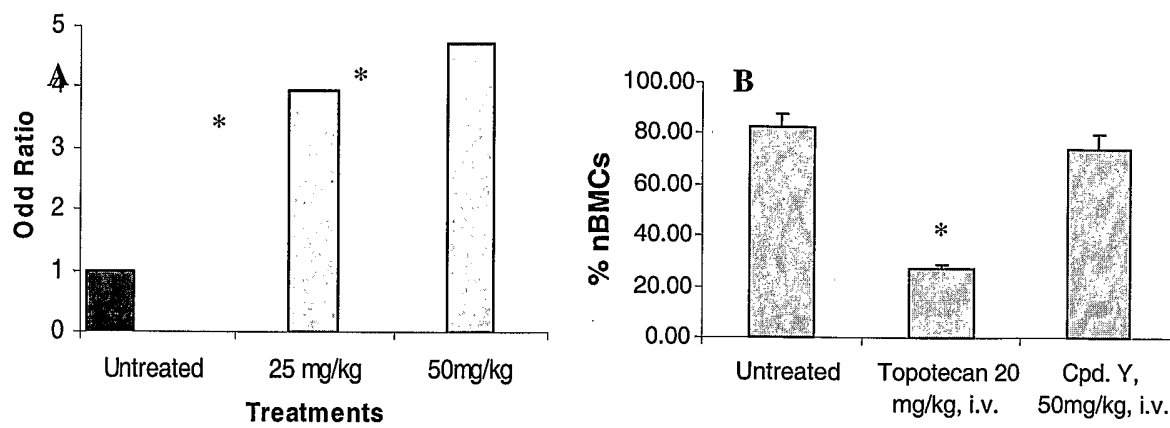 A
5
4
3
2
1
0
Odd Ratio
*
*
Untreated
25 mg/kg
50mg/kg
Treatments
B
100.00
80.00
60.00
40.00
20.00
0.00
% nBMCs
*
Untreated
Topotecan 20
mg/kg, i.v.
Cpd. Y,
50mg/kg, i.v.